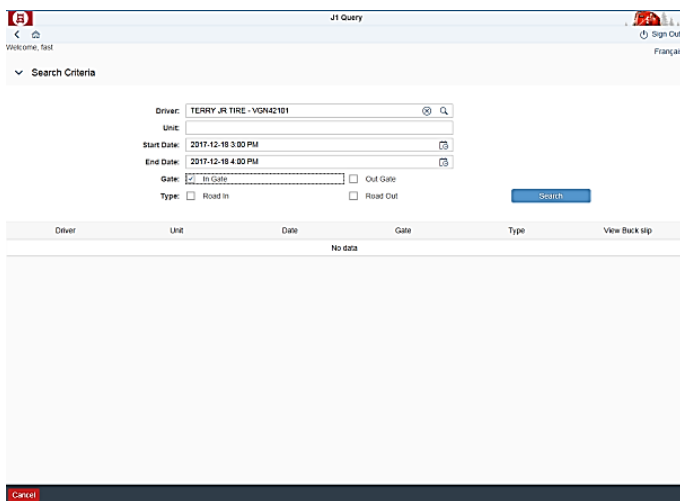 J1 Query
Sign Out
Welcome, fast
Françai
Search Criteria
Driver: TERRY JR TIRE - VGN42101
Unit:
Start Date: 2017-12-18 3:00 PM
End Date: 2017-12-18 4:00 PM
Gate: In Gate Out Gate
Type: Road In Road Out Search
Driver Unit Date Gate Type View Buck slip
No data
Cancel